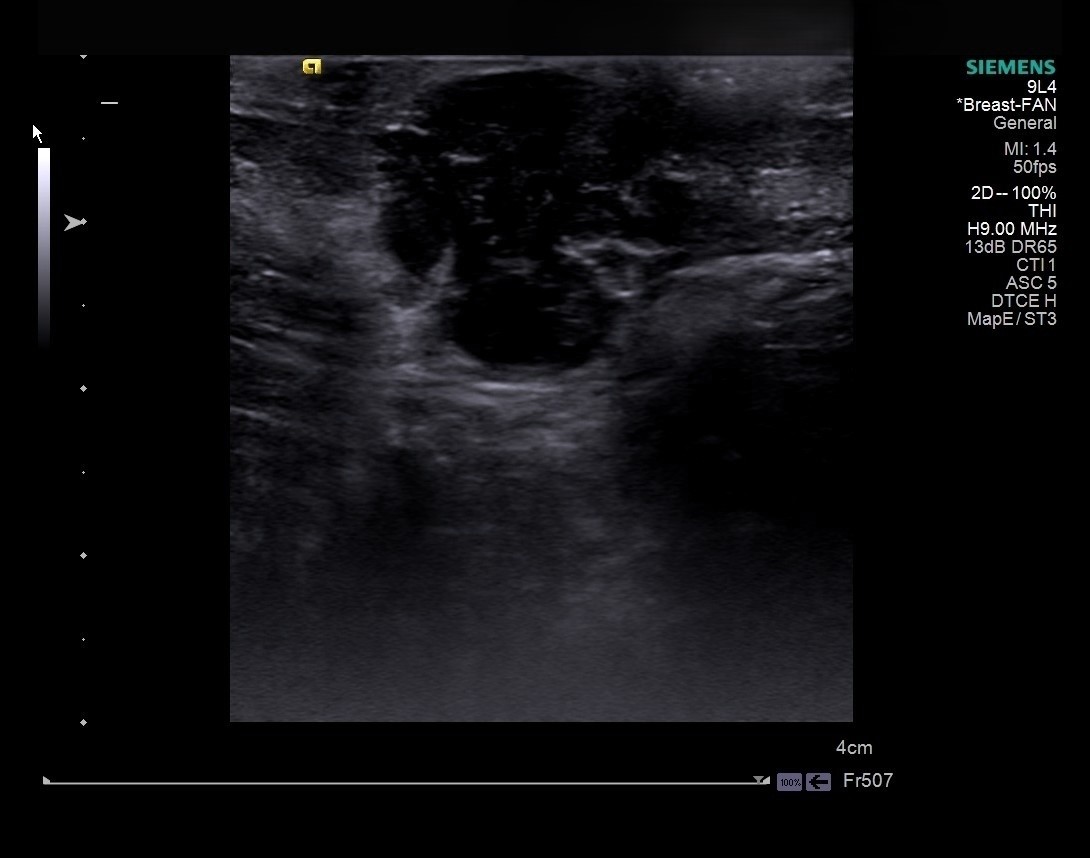 SIEMENS
9L4
*Breast-FAN
General
MI: 1.4
50fps
2D--100%
THI
H9.00 MHz
13dB DR65
CTI 1
ASC 5
DTCE H
MapE / ST3
4cm
100%
Fr507